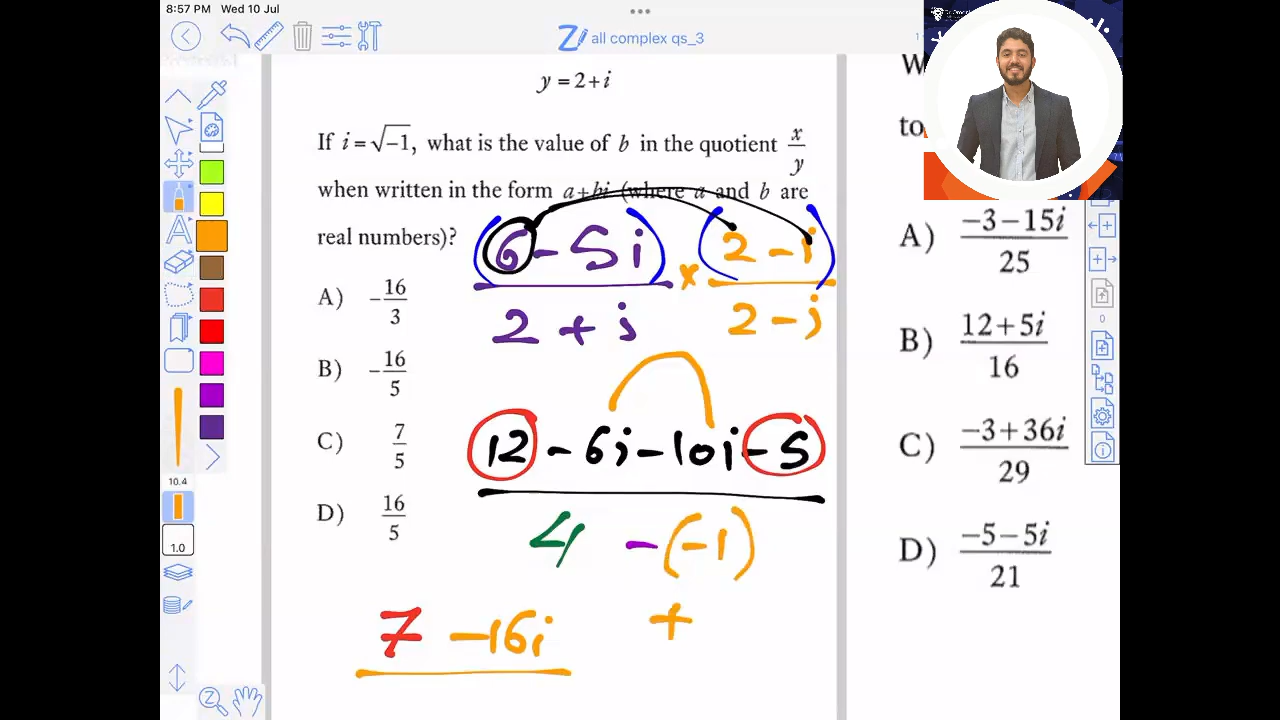 8:57 PM Wed 10 Jul
all complex qs_3
y = 2 + i
If i = √−1, what is the value of b in the quotient x/y
when written in the form a + bi (where a and b are
real numbers)?
A) −16/3
B) −16/5
C) 7/5
D) 16/5
(6 − 5i) × (2 − i)
2 + i 2 − i
12 − 6i − 10i − 5
4 − (−1)
7 − 16i +
10.4
1.0
W
to
A) −3 − 15i / 25
B) 12 + 5i / 16
C) −3 + 36i / 29
D) −5 − 5i / 21